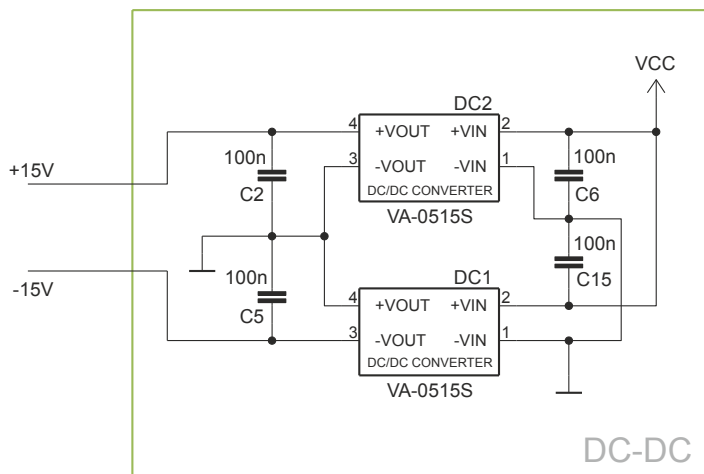 VCC
DC2
4 +VOUT +VIN 2
100n
100n
3 -VOUT -VIN 1
+15V
C2
DC/DC CONVERTER
C6
VA-0515S
100n
100n
DC1
C15
-15V
4 +VOUT +VIN 2
C5
3 -VOUT -VIN 1
DC/DC CONVERTER
VA-0515S
DC-DC